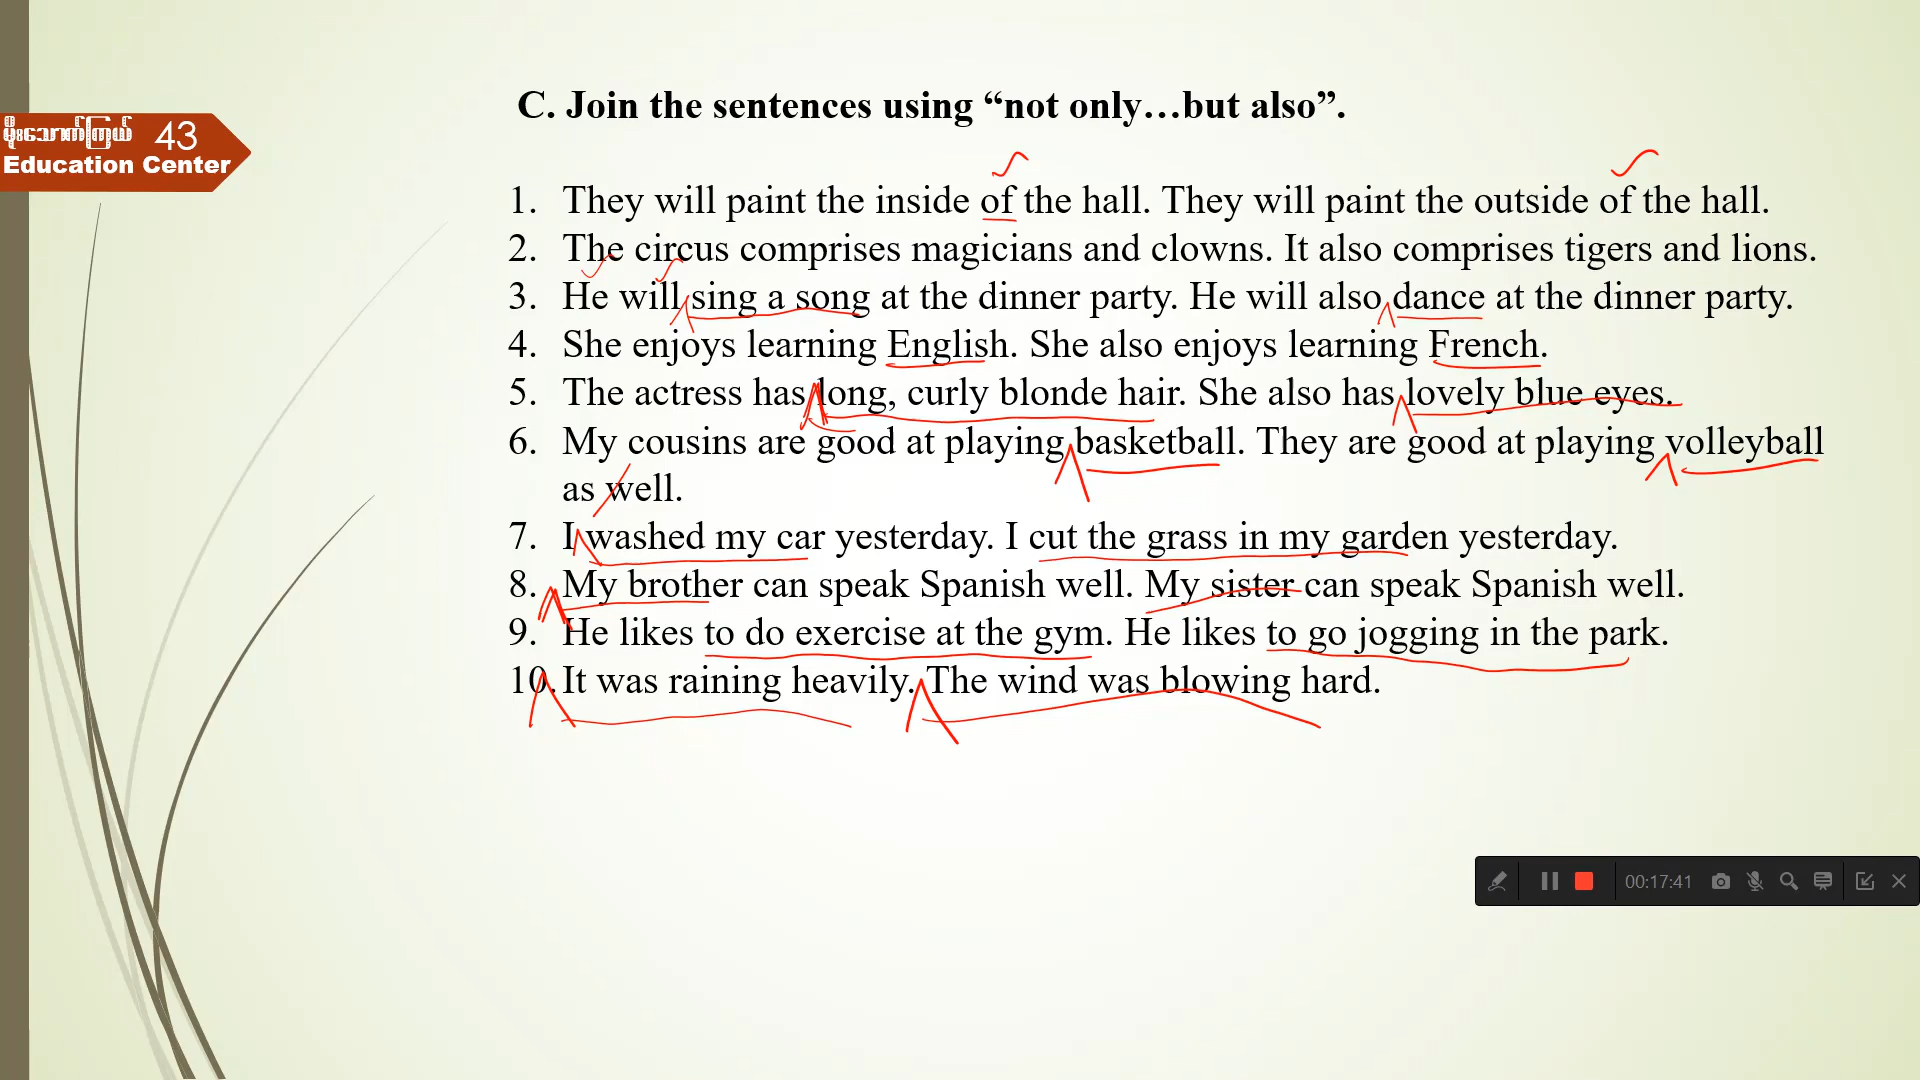 43
Education Center
C. Join the sentences using “not only…but also”.
1. They will paint the inside of the hall. They will paint the outside of the hall.
2. The circus comprises magicians and clowns. It also comprises tigers and lions.
3. He will sing a song at the dinner party. He will also dance at the dinner party.
4. She enjoys learning English. She also enjoys learning French.
5. The actress has long, curly blonde hair. She also has lovely blue eyes.
6. My cousins are good at playing basketball. They are good at playing volleyball
as well.
7. I washed my car yesterday. I cut the grass in my garden yesterday.
8. My brother can speak Spanish well. My sister can speak Spanish well.
9. He likes to do exercise at the gym. He likes to go jogging in the park.
10. It was raining heavily. The wind was blowing hard.
00:17:41